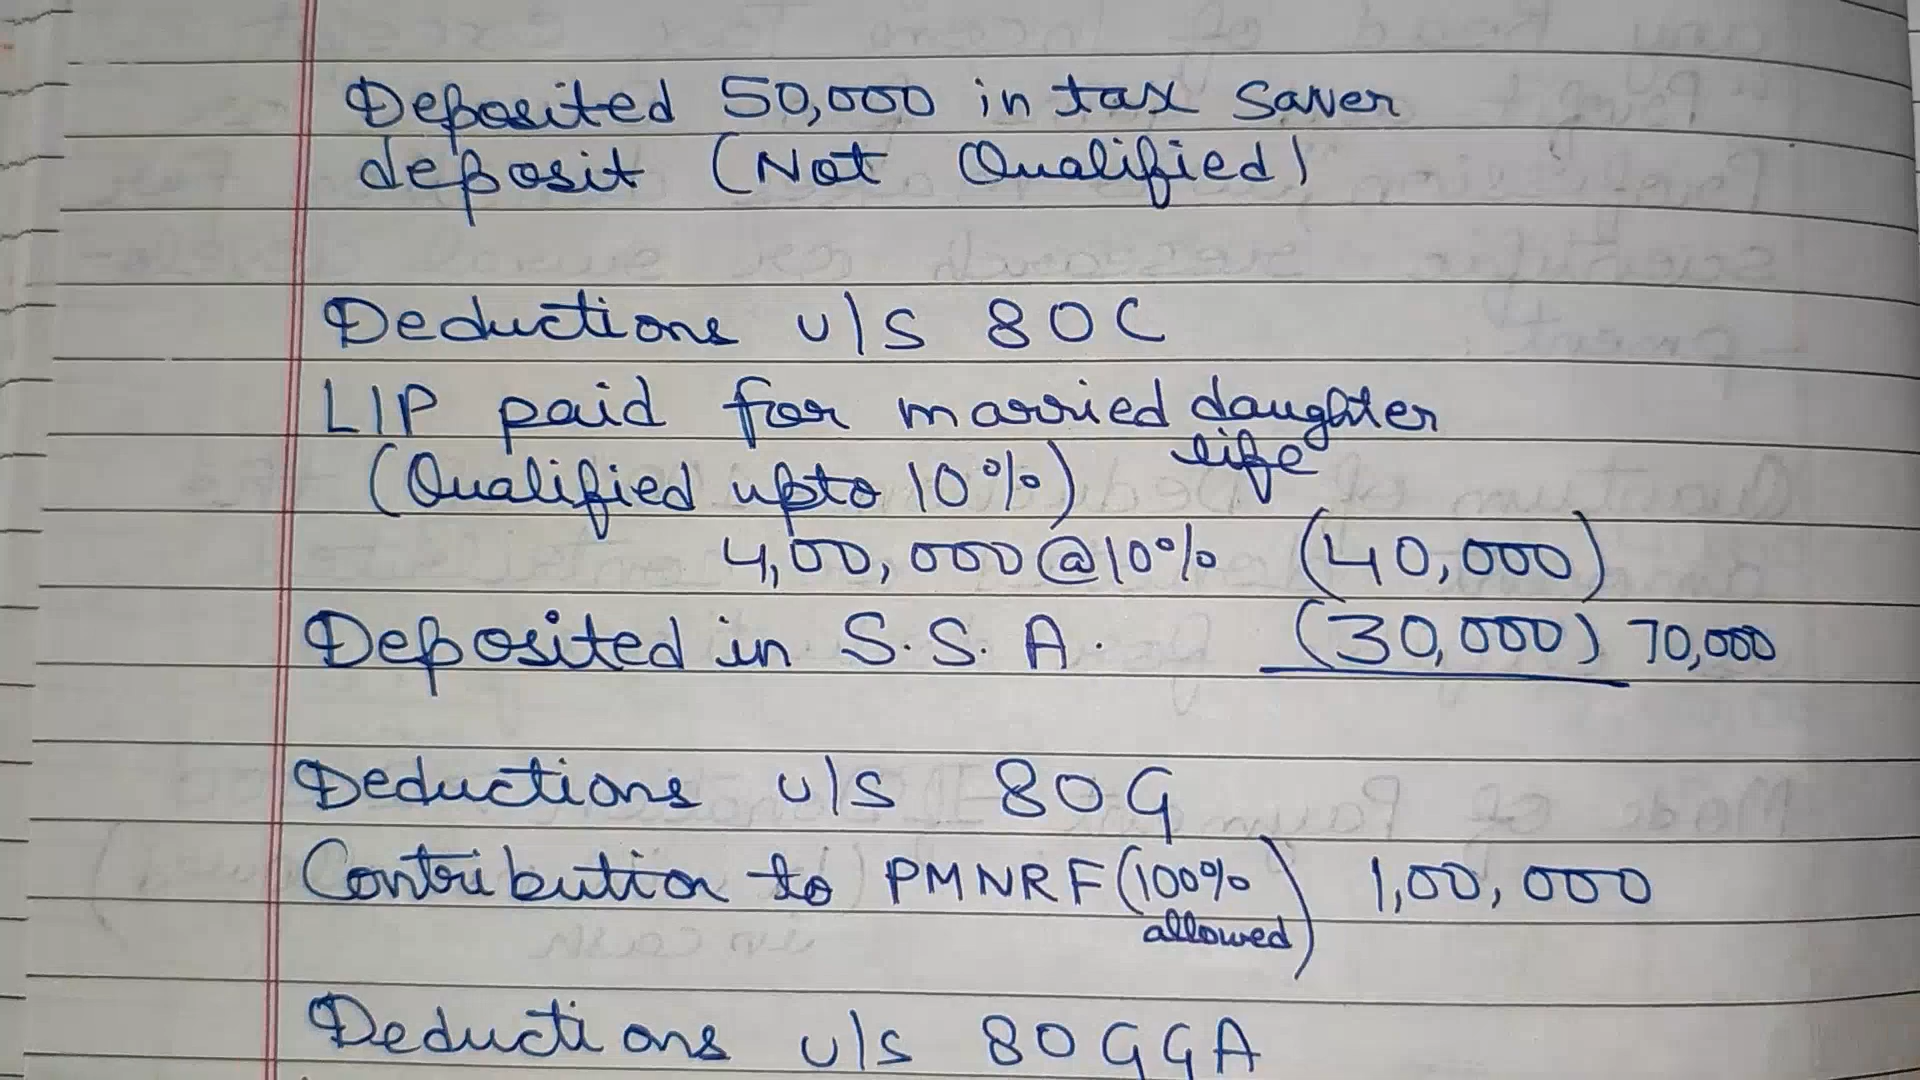 Deposited 50,000 in tax saver
deposit (Not Qualified)
Deductions u/s 80C
LIP paid for married daughter
life
(Qualified upto 10%)
4,00,000@10% (40,000)
Deposited in S.S.A. (30,000) 70,000
Deductions u/s 80G
Contribution to PMNRF (100%
allowed) 1,00,000
Deductions u/s 80GGA